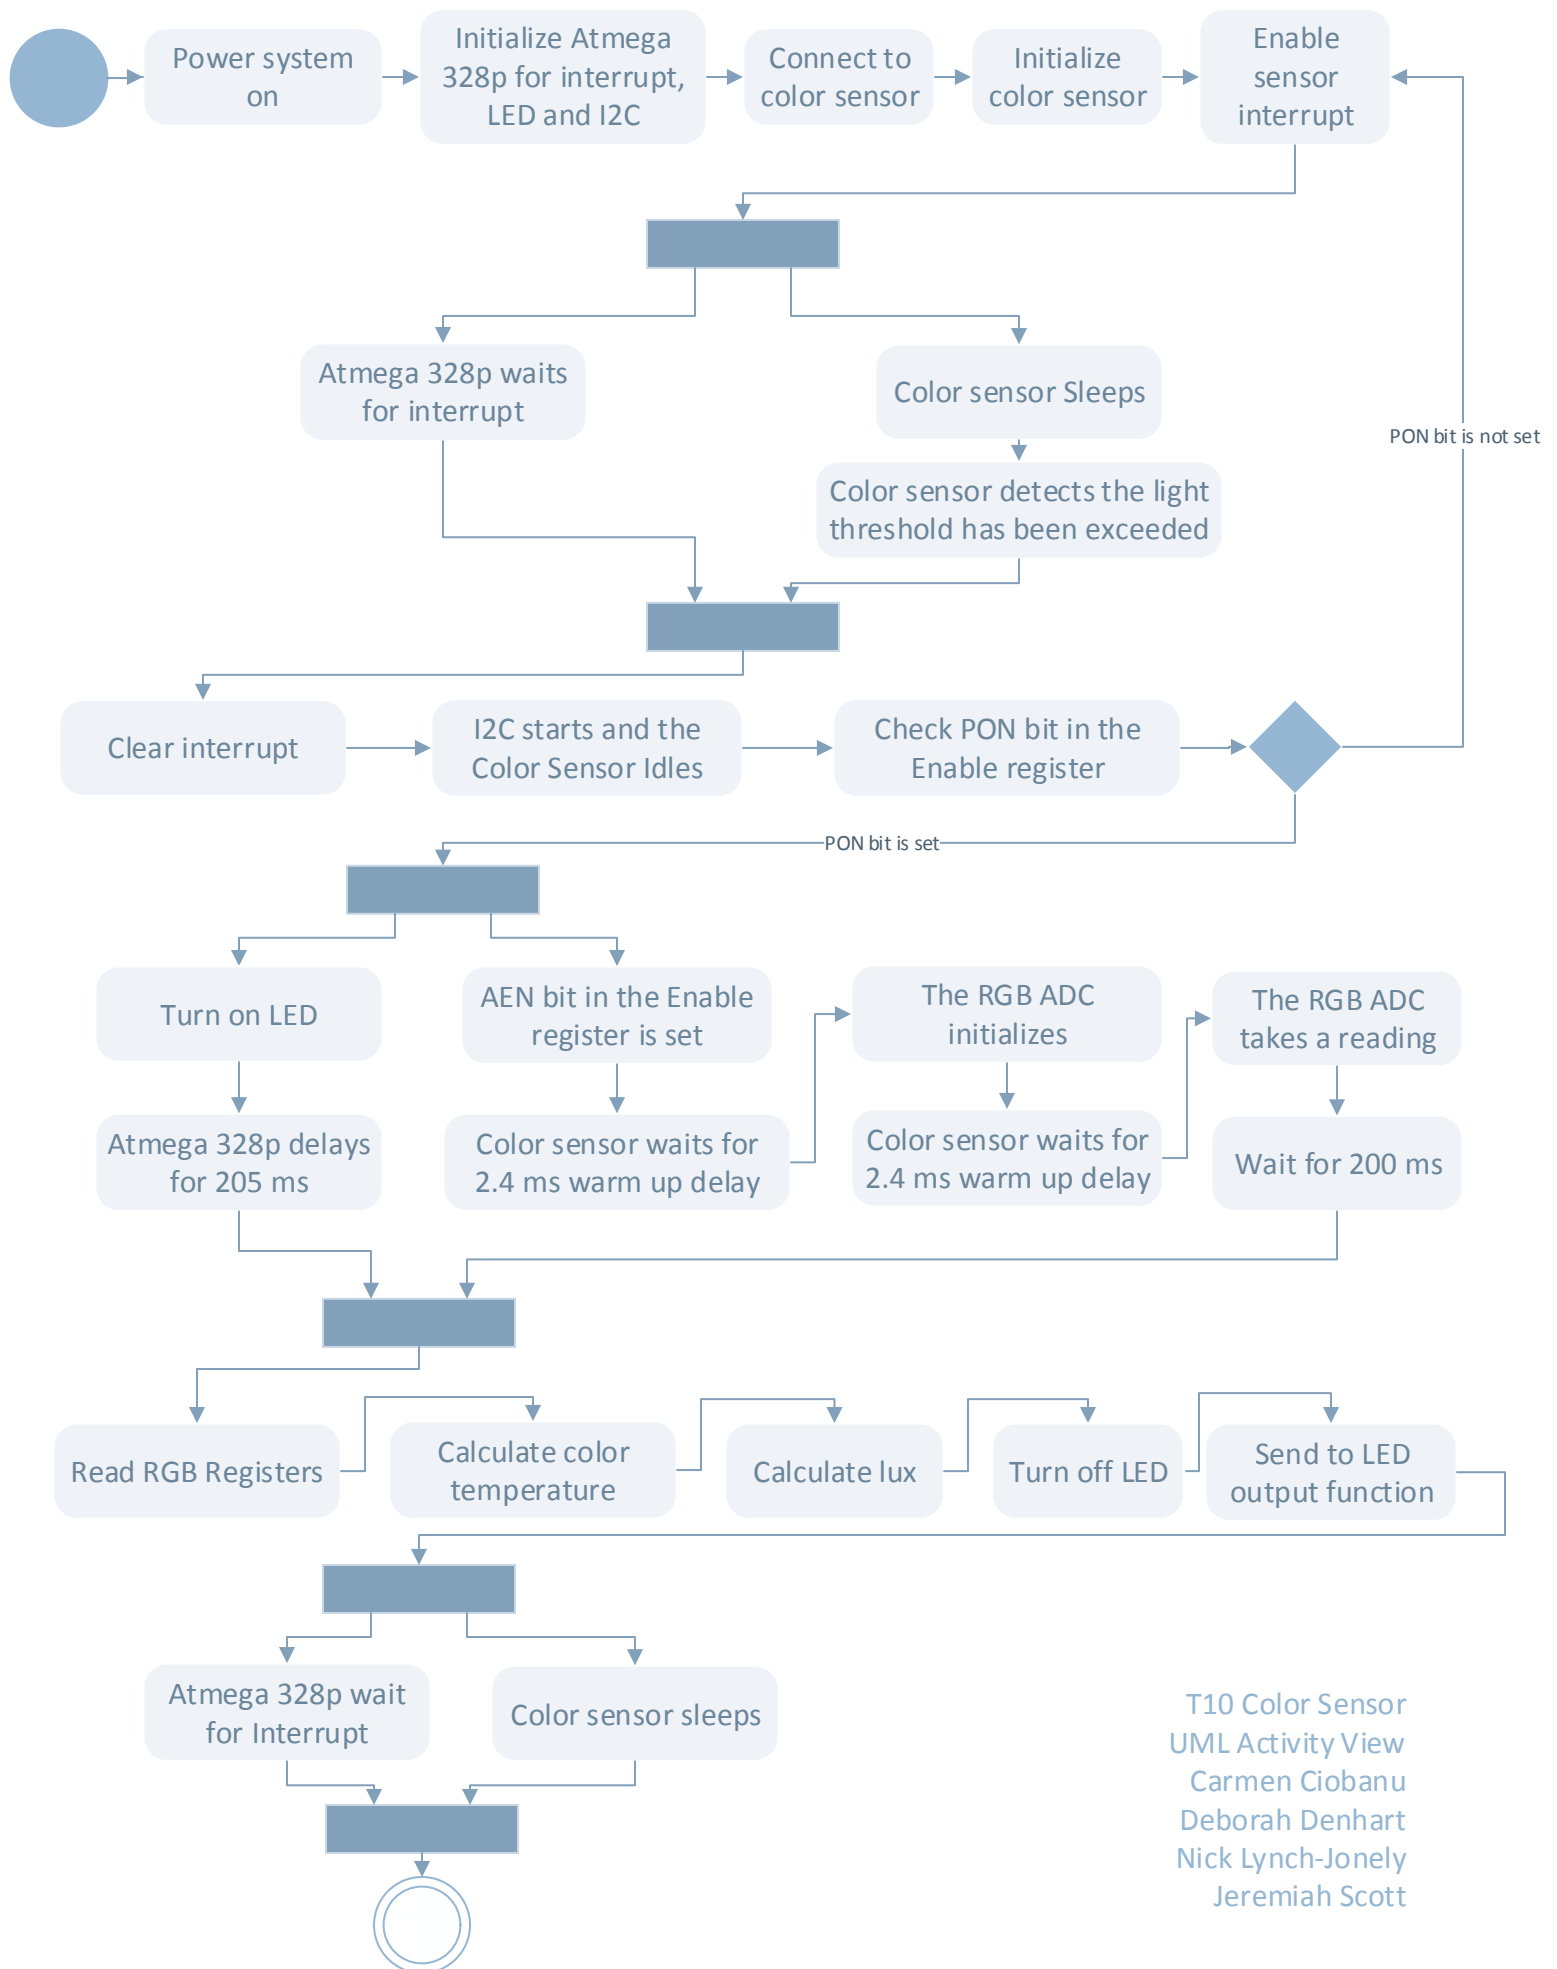 Power system
on
Initialize Atmega
328p for interrupt,
LED and I2C
Connect to
color sensor
Initialize
color sensor
Enable
sensor
interrupt
Atmega 328p waits
for interrupt
Color sensor Sleeps
PON bit is not set
Color sensor detects the light
threshold has been exceeded
Clear interrupt
I2C starts and the
Color Sensor Idles
Check PON bit in the
Enable register
PON bit is set
Turn on LED
AEN bit in the Enable
register is set
The RGB ADC
initializes
The RGB ADC
takes a reading
Atmega 328p delays
for 205 ms
Color sensor waits for
2.4 ms warm up delay
Color sensor waits for
2.4 ms warm up delay
Wait for 200 ms
Read RGB Registers
Calculate color
temperature
Calculate lux
Turn off LED
Send to LED
output function
Atmega 328p wait
for Interrupt
Color sensor sleeps
T10 Color Sensor
UML Activity View
Carmen Ciobanu
Deborah Denhart
Nick Lynch-Jonely
Jeremiah Scott